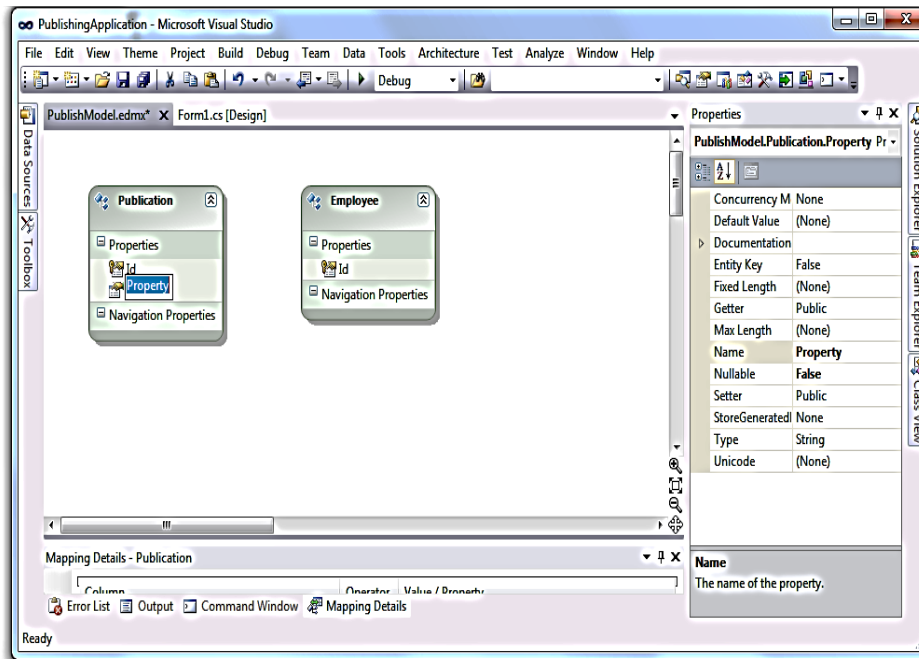 PublishingApplication - Microsoft Visual Studio
File Edit View Theme Project Build Debug Team Data Tools Architecture Test Analyze Window Help
Debug
PublishModel.edmx* X Form1.cs [Design]
Data Sources
Toolbox
Publication
Properties
Id
Property
Navigation Properties
Employee
Properties
Id
Navigation Properties
Properties
PublishModel.Publication.Property Pr
Concurrency M None
Default Value (None)
Documentation
Entity Key False
Fixed Length (None)
Getter Public
Max Length (None)
Name Property
Nullable False
Setter Public
StoreGenerated None
Type String
Unicode (None)
Name
The name of the property.
Solution Explorer
Team Explorer
Class View
Mapping Details - Publication
Column Operator Value / Property
Error List Output Command Window Mapping Details
Ready